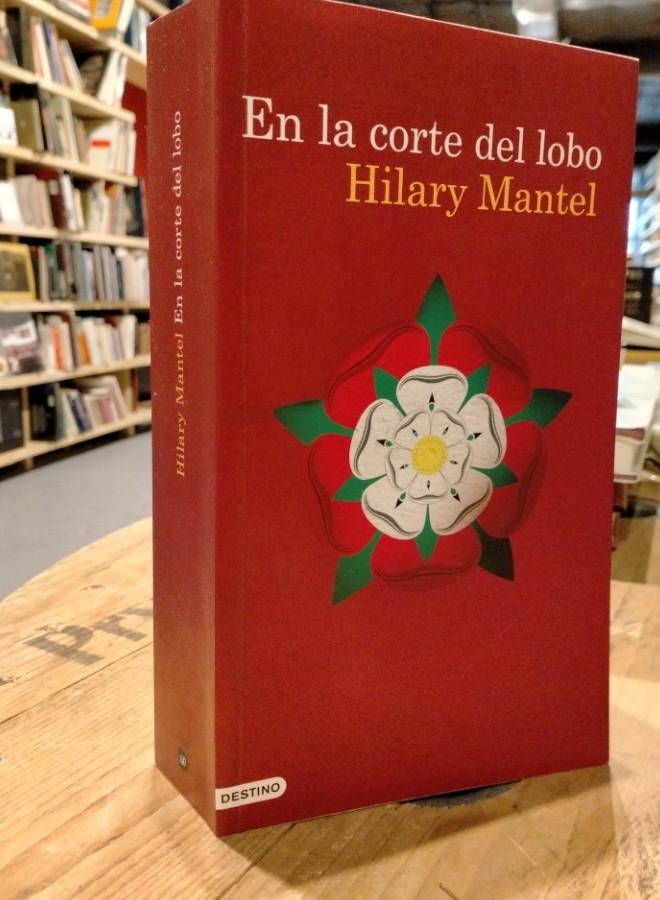 En la corte del lobo
Hilary Mantel
DESTINO
Hilary Mantel En la corte del lobo